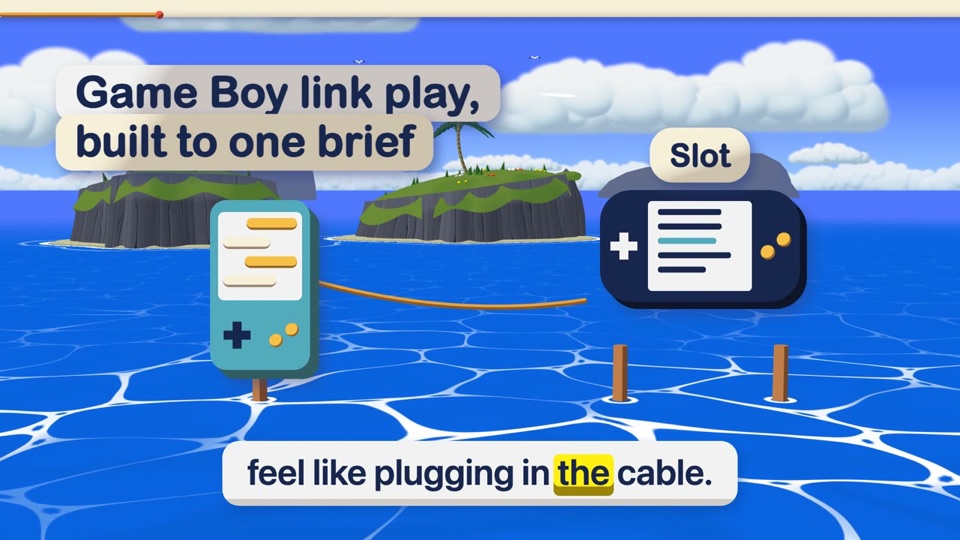 Game Boy link play,
built to one brief
Slot
feel like plugging in the cable.